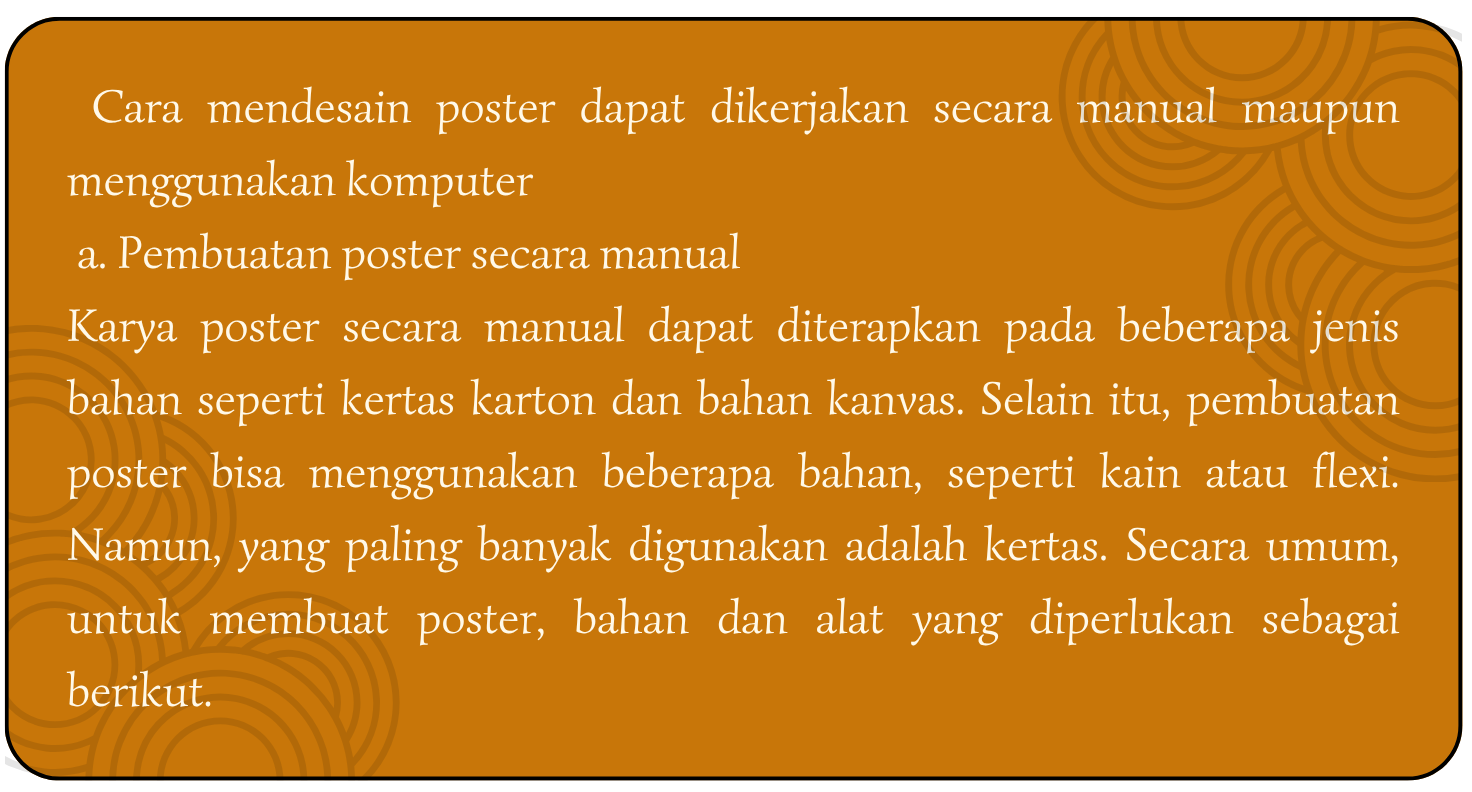 Cara mendesain poster dapat dikerjakan secara manual maupun
menggunakan komputer
a. Pembuatan poster secara manual
Karya poster secara manual dapat diterapkan pada beberapa jenis
bahan seperti kertas karton dan bahan kanvas. Selain itu, pembuatan
poster bisa menggunakan beberapa bahan, seperti kain atau flexi.
Namun, yang paling banyak digunakan adalah kertas. Secara umum,
untuk membuat poster, bahan dan alat yang diperlukan sebagai
berikut.